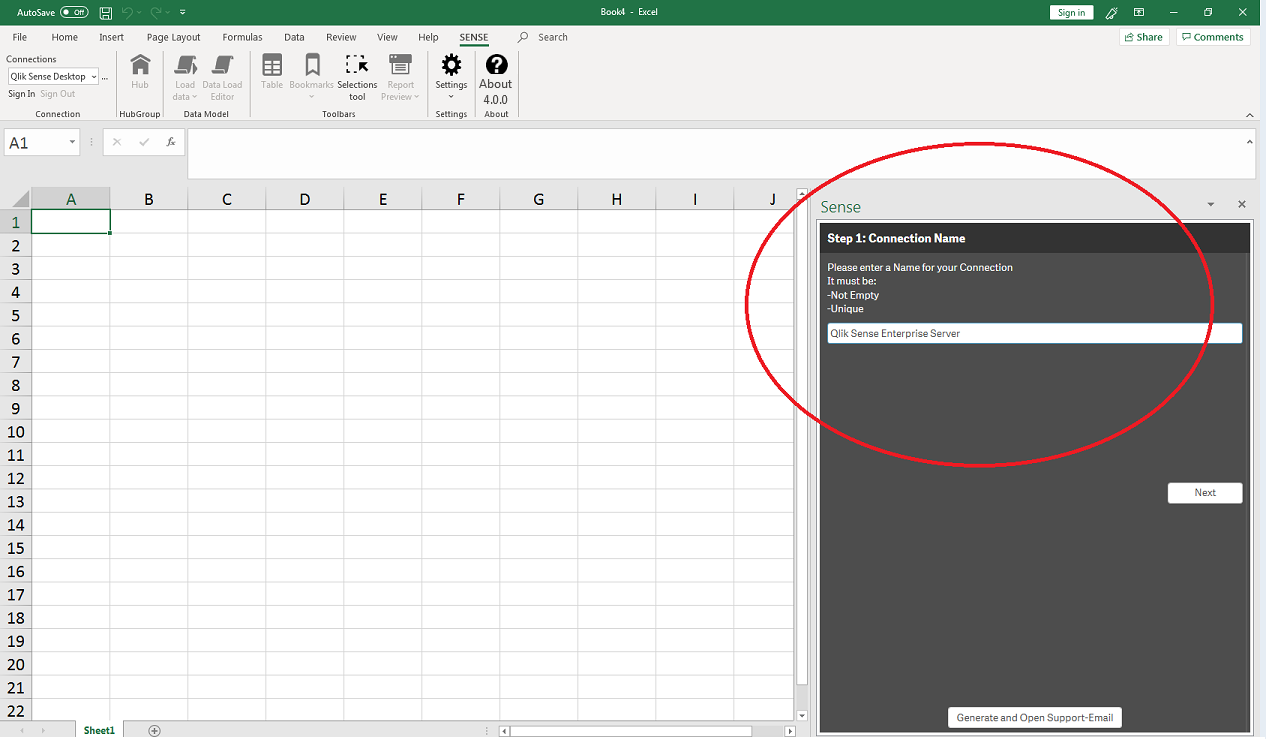 AutoSave Off
Book4 - Excel
Sign in
File Home Insert Page Layout Formulas Data Review View Help SENSE Search
Share Comments
Connections
Qlik Sense Desktop ...
Sign In Sign Out
Connection
Hub
HubGroup
Load data
Data Load Editor
Data Model
Table
Bookmarks
Selections tool
Report Preview
Toolbars
Settings
Settings
About
4.0.0
About
A1
fx
A B C D E F G H I J
1
2
3
4
5
6
7
8
9
10
11
12
13
14
15
16
17
18
19
20
21
22
Sheet1
Sense
Step 1: Connection Name
Please enter a Name for your Connection
It must be:
-Not Empty
-Unique
Qlik Sense Enterprise Server
Next
Generate and Open Support-Email